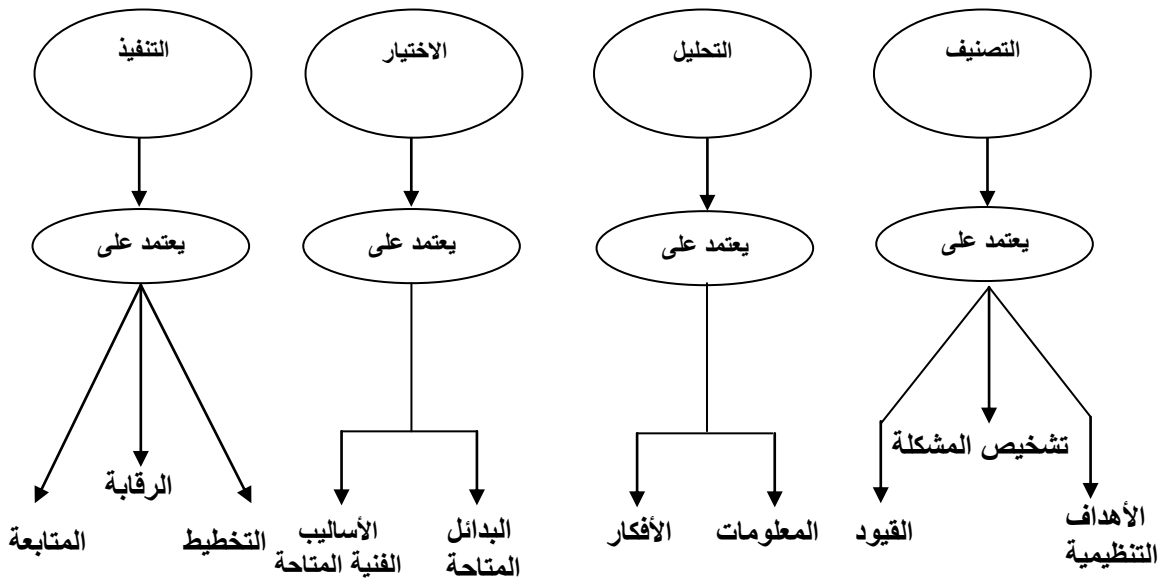 التصنيف
التحليل
الاختيار
التنفيذ
يعتمد على
يعتمد على
يعتمد على
يعتمد على
تشخيص المشكلة
الرقابة
الأهداف
التنظيمية
القيود
المعلومات
الأفكار
البدائل
المتاحة
الأساليب
الفنية المتاحة
التخطيط
المتابعة